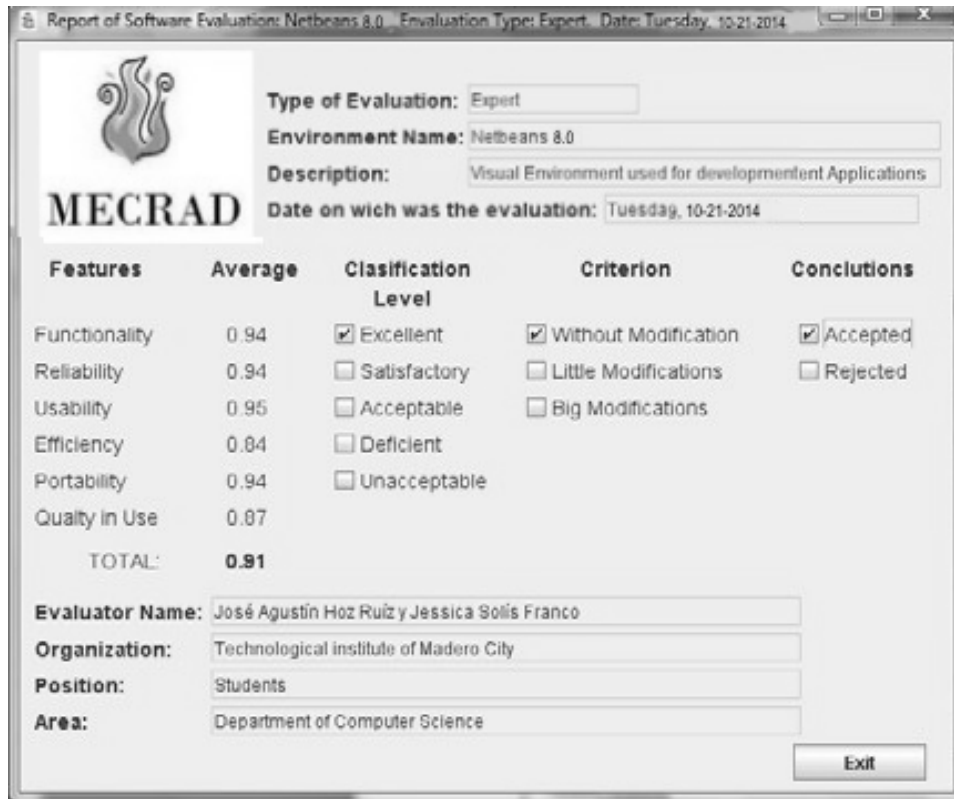 Report of Software Evaluation: Netbeans 8.0 Envaluation Type: Expert. Date: Tuesday, 10-21-2014
MECRAD
Type of Evaluation: Expert
Environment Name: Netbeans 8.0
Description: Visual Environment used for developmentent Applications
Date on wich was the evaluation: Tuesday, 10-21-2014
Features Average Clasification Level Criterion Conclutions
Functionality 0.94 Excellent Without Modification Accepted
Reliability 0.94 Satisfactory Little Modifications Rejected
Usability 0.95 Acceptable Big Modifications
Efficiency 0.84 Deficient
Portability 0.94 Unacceptable
Qualty in Use 0.87
TOTAL: 0.91
Evaluator Name: José Agustín Hoz Ruíz y Jessica Solís Franco
Organization: Technological institute of Madero City
Position: Students
Area: Department of Computer Science
Exit